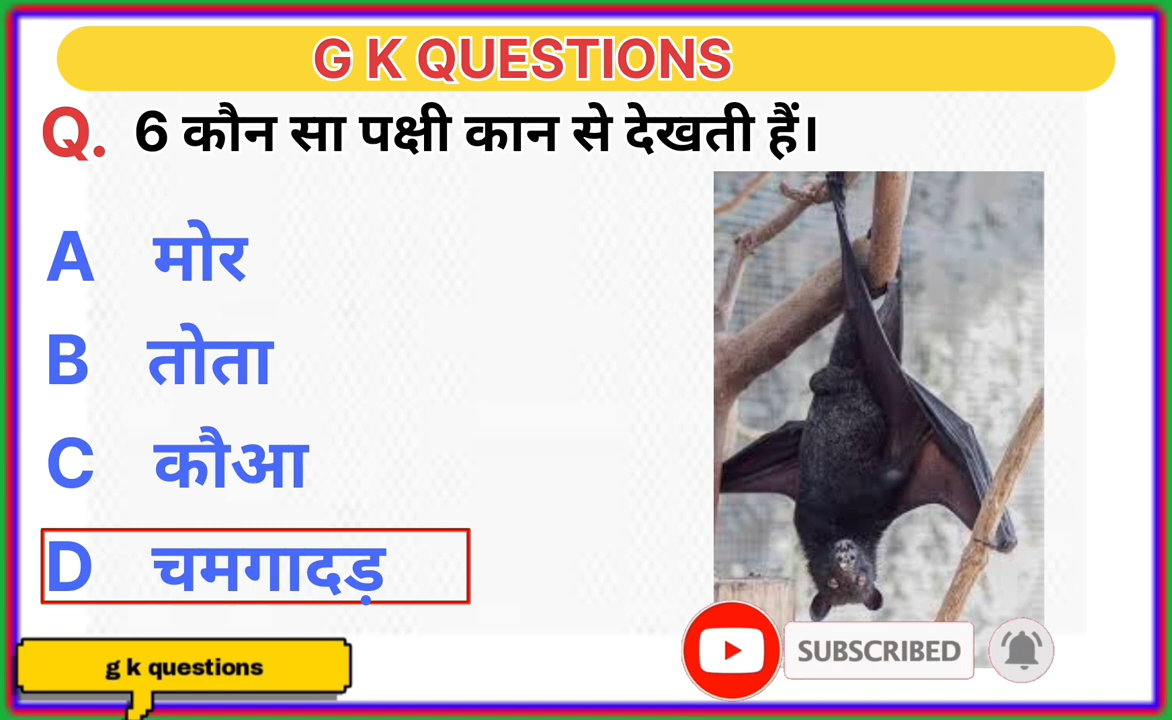 G K QUESTIONS
Q. 6 कौन सा पक्षी कान से देखती हैं।
A मोर
B तोता
C कौआ
D चमगादड़
g k questions
SUBSCRIBED